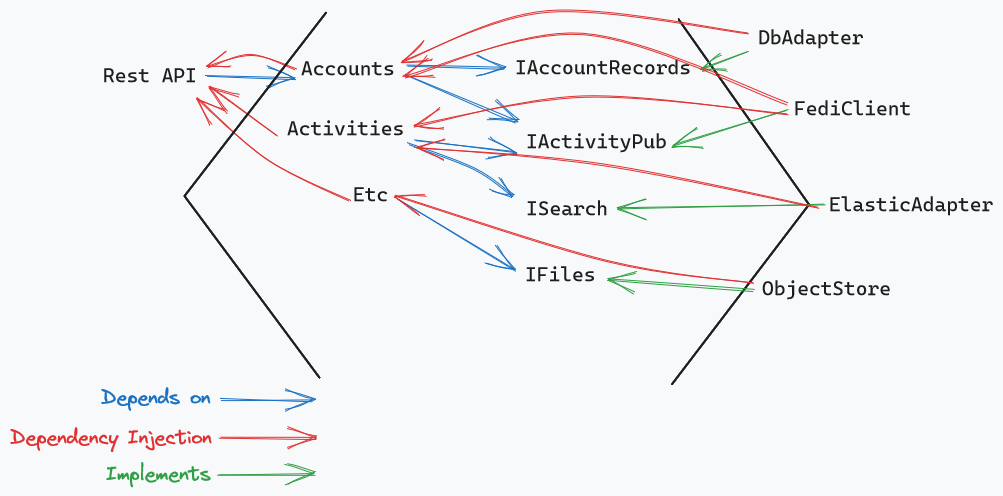 DbAdapter
Rest API
Accounts
IAccountRecords
FediClient
Activities
IActivityPub
Etc
ISearch
ElasticAdapter
IFiles
ObjectStore
Depends on
Dependency Injection
Implements